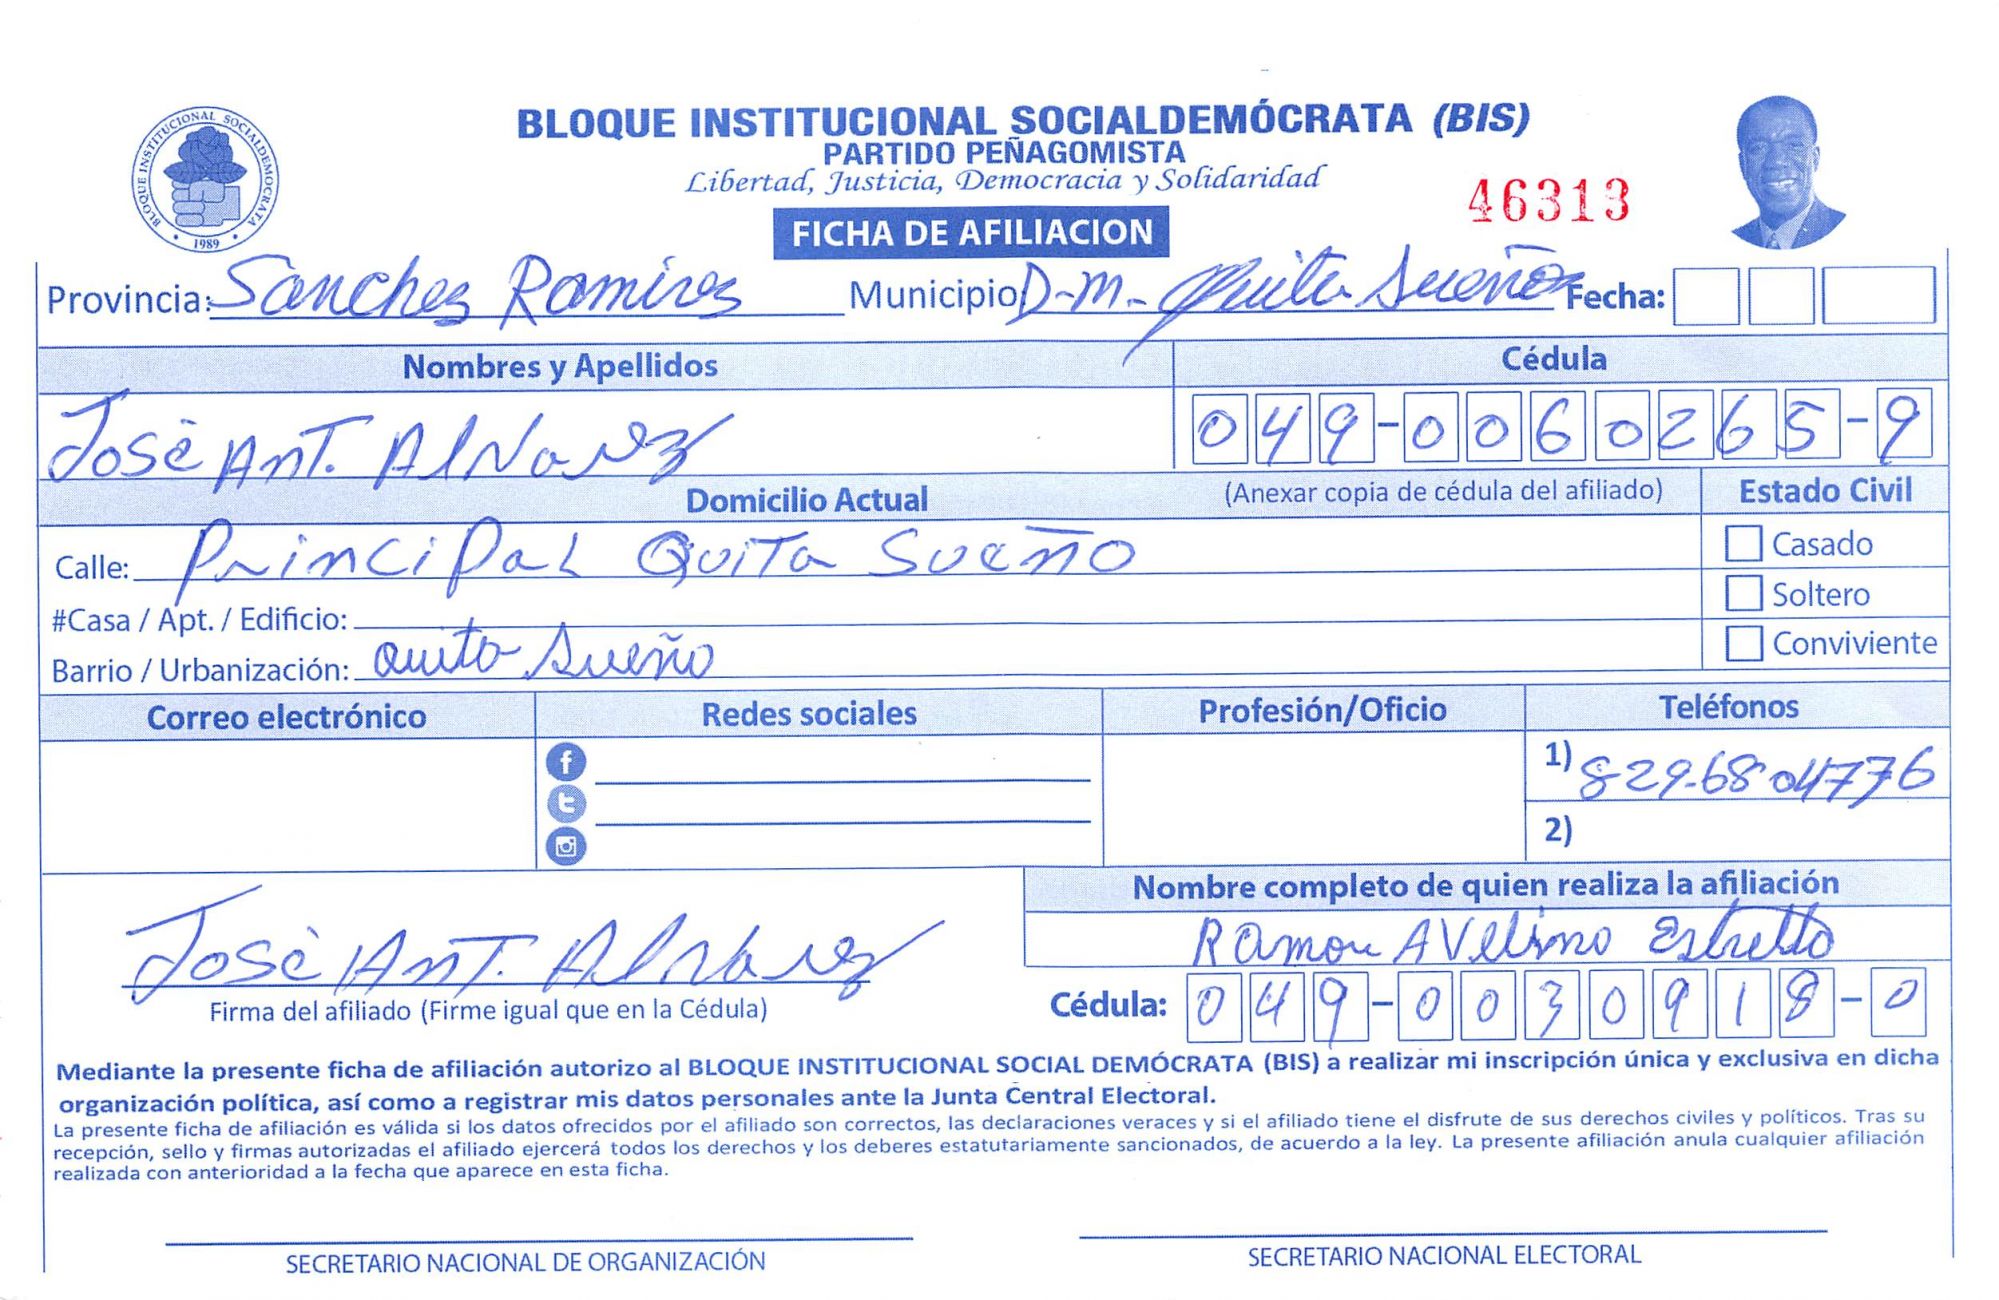 BLOQUE INSTITUCIONAL SOCIALDEMOCRATA
1989
BLOQUE INSTITUCIONAL SOCIALDEMÓCRATA (BIS)
PARTIDO PEÑAGOMISTA
Libertad, Justicia, Democracia y Solidaridad
46313
FICHA DE AFILIACION
Provincia: Sanchez Ramirez Municipio D-M- Quita Sueño Fecha:
Nombres y Apellidos Cédula
José Ant. Alvarez 049-0060265-9
Domicilio Actual (Anexar copia de cédula del afiliado) Estado Civil
Calle: Principal Quita Sueño Casado
#Casa / Apt. / Edificio: Soltero
Barrio / Urbanización: Quita Sueño Conviviente
Correo electrónico Redes sociales Profesión/Oficio Teléfonos
1) 829-6804776
2)
Nombre completo de quien realiza la afiliación
Ramon Avelino Estrella
José Ant. Alvarez
Firma del afiliado (Firme igual que en la Cédula) Cédula: 049-0030918-0
Mediante la presente ficha de afiliación autorizo al BLOQUE INSTITUCIONAL SOCIAL DEMÓCRATA (BIS) a realizar mi inscripción única y exclusiva en dicha
organización política, así como a registrar mis datos personales ante la Junta Central Electoral.
La presente ficha de afiliación es válida si los datos ofrecidos por el afiliado son correctos, las declaraciones veraces y si el afiliado tiene el disfrute de sus derechos civiles y políticos. Tras su
recepción, sello y firmas autorizadas el afiliado ejercerá todos los derechos y los deberes estatutariamente sancionados, de acuerdo a la ley. La presente afiliación anula cualquier afiliación
realizada con anterioridad a la fecha que aparece en esta ficha.
SECRETARIO NACIONAL DE ORGANIZACIÓN SECRETARIO NACIONAL ELECTORAL